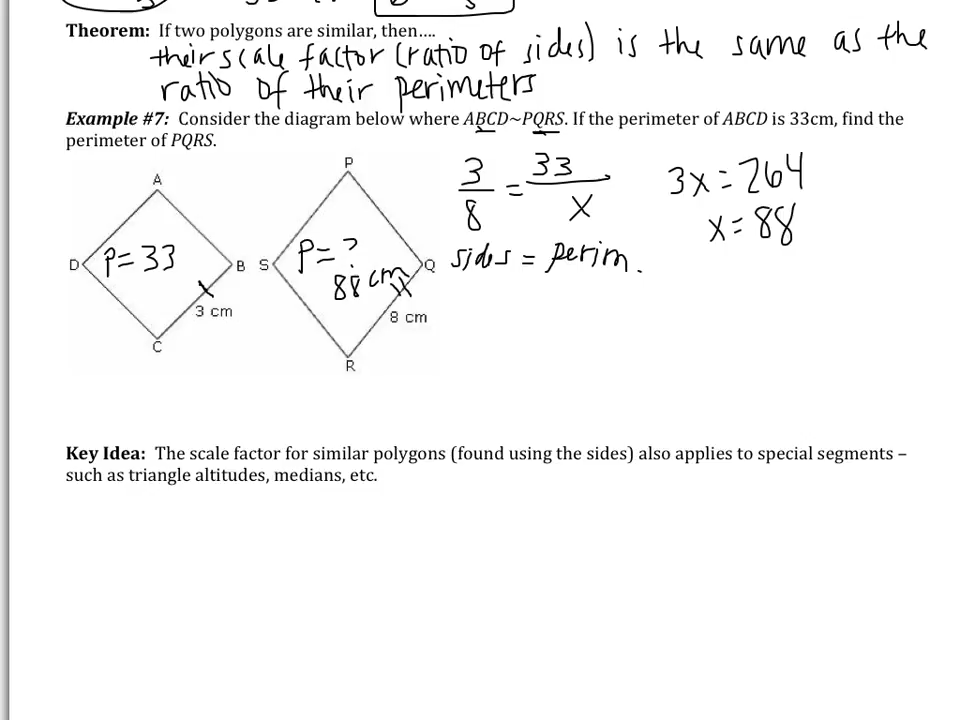 Theorem: If two polygons are similar, then....
their scale factor (ratio of sides) is the same as the
ratio of their perimeters
Example #7: Consider the diagram below where ABCD~PQRS. If the perimeter of ABCD is 33cm, find the
perimeter of PQRS.
A
D
B
C
P=33
3 cm
P
S
Q
R
P=?
88 cm
8 cm
3/8 = 33/x
sides = perim.
3x=264
x=88
Key Idea: The scale factor for similar polygons (found using the sides) also applies to special segments –
such as triangle altitudes, medians, etc.